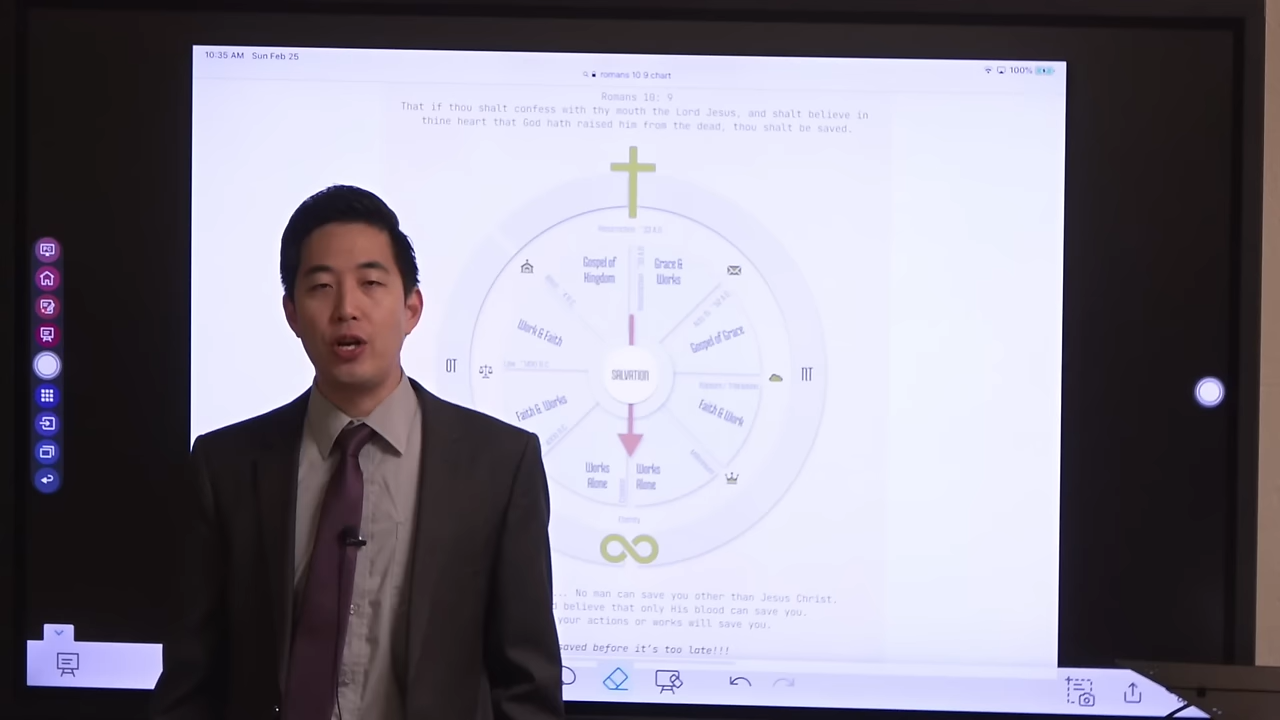 10:35 AM Sun Feb 25
romans 10 9 chart
100%
Romans 10: 9
That if thou shalt confess with thy mouth the Lord Jesus, and shalt believe in
thine heart that God hath raised him from the dead, thou shalt be saved.
Gospel of
Kingdom
Grace &
Works
Work & Faith
Gospel of Grace
OT
SALVATION
NT
Faith & Works
Faith & Work
Works
Alone
Works
Alone
Eternity
... No man can save you other than Jesus Christ.
believe that only His blood can save you.
your actions or works will save you.
saved before it's too late!!!